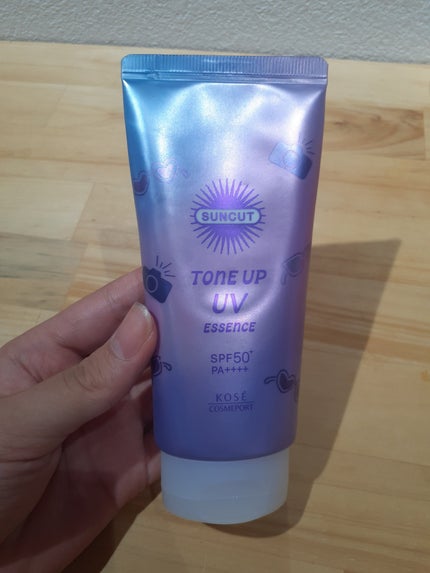 SUNCUT
TONE UP
UV
ESSENCE
SPF50+
PA++++
KOSÉ
COSMEPORT